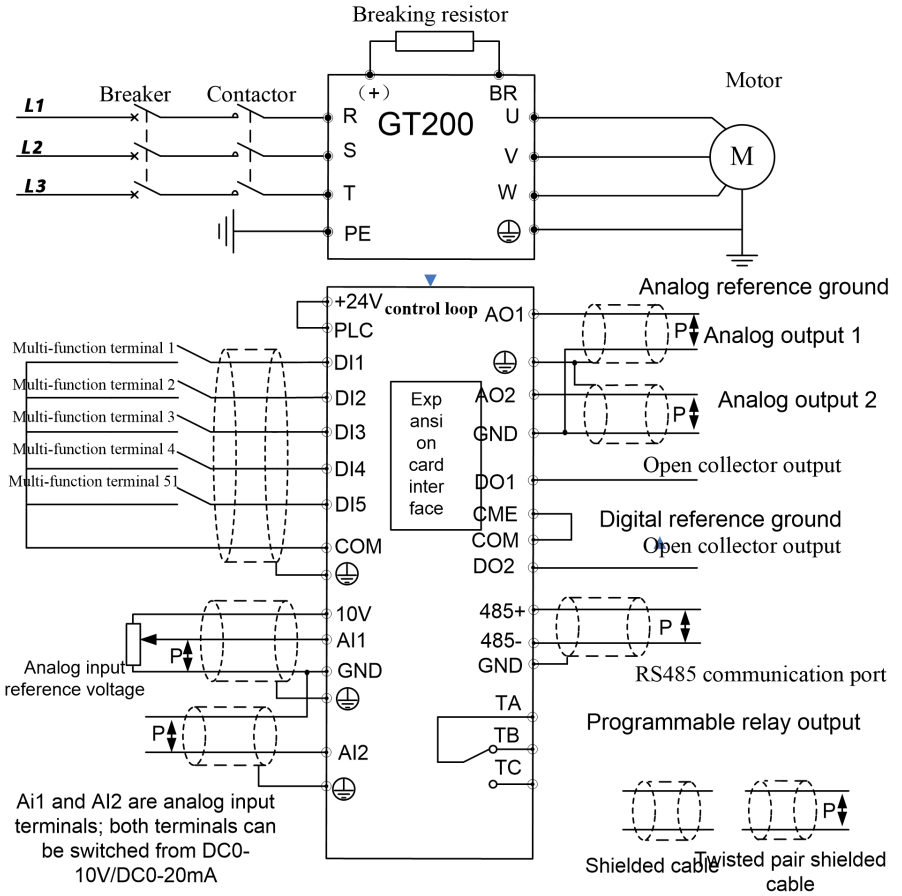 Breaking resistor
(+)
BR
Motor
Breaker
Contactor
GT200
L1
R
U
L2
S
V
M
L3
T
W
PE
Analog reference ground
+24V
control loop
AO1
PLC
P
Analog output 1
Multi-function terminal 1
DI1
Multi-function terminal 2
DI2
AO2
Analog output 2
Exp
ansi
on
card
inter
face
P
Multi-function terminal 3
DI3
GND
Multi-function terminal 4
DI4
Open collector output
Multi-function terminal 51
DO1
DI5
CME
Digital reference ground
COM
COM
Open collector output
DO2
10V
485+
P
AI1
485-
P
GND
GND
Analog input
reference voltage
RS485 communication port
TA
Programmable relay output
P
TB
AI2
TC
Ai1 and AI2 are analog input
terminals; both terminals can
be switched from DC0-
10V/DC0-20mA
P
Shielded cable
Twisted pair shielded
cable